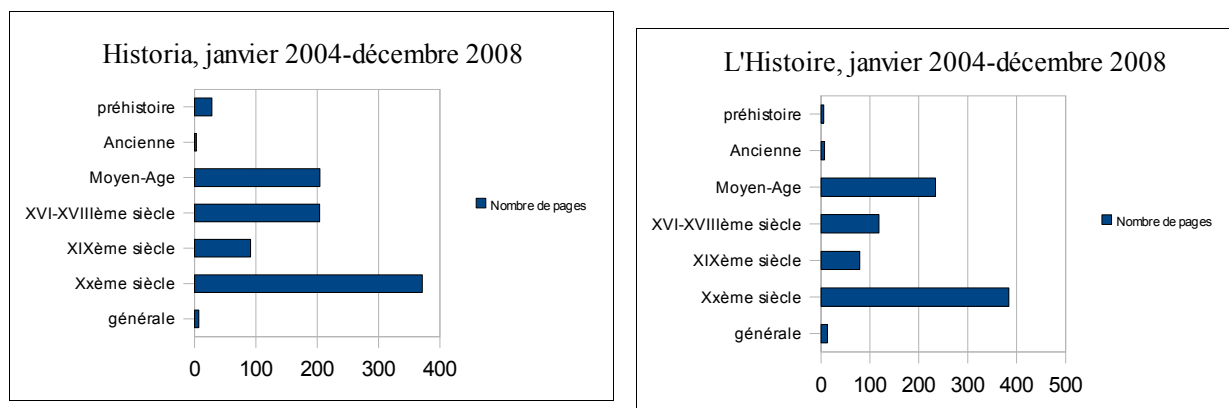 Historia, janvier 2004-décembre 2008
préhistoire
Ancienne
Moyen-Age
XVI-XVIIIème siècle
XIXème siècle
Xxème siècle
générale
0 100 200 300 400
Nombre de pages
L'Histoire, janvier 2004-décembre 2008
préhistoire
Ancienne
Moyen-Age
XVI-XVIIIème siècle
XIXème siècle
Xxème siècle
générale
0 100 200 300 400 500
Nombre de pages